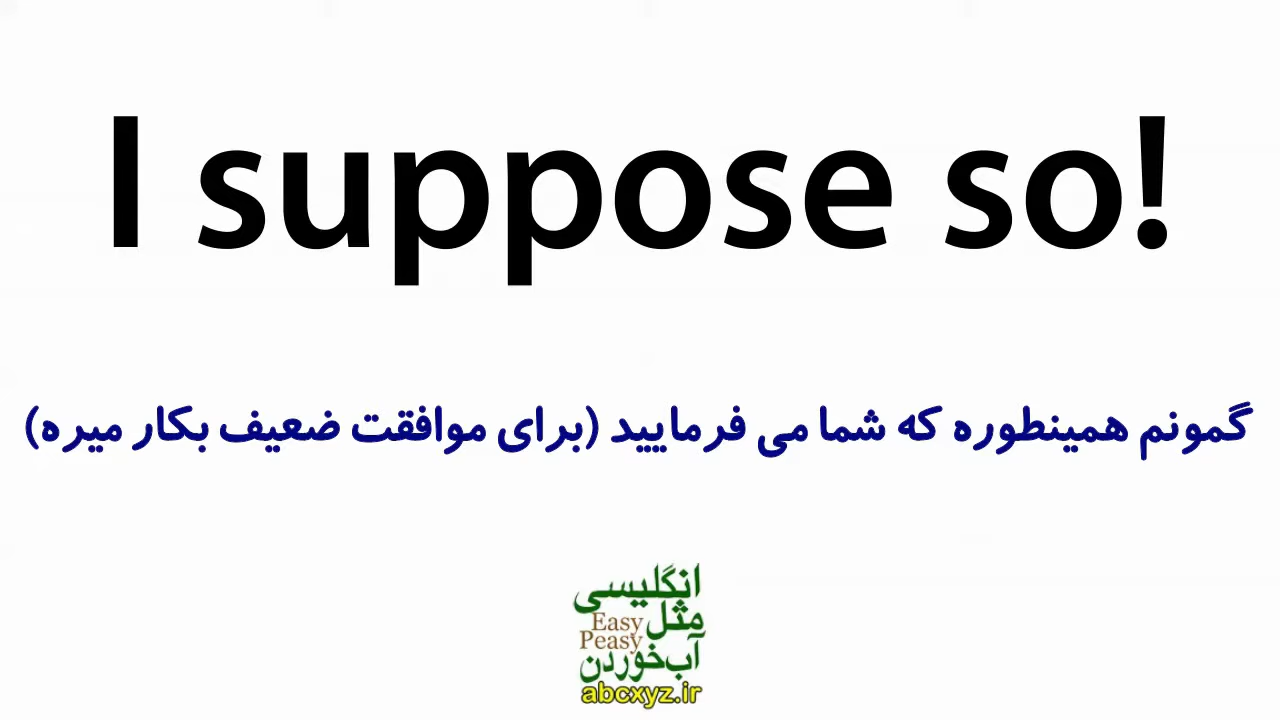 I suppose so!
گمونم همینطوره که شما می فرمایید (برای موافقت ضعیف بکار میره)
انگلیسی
مثل
Easy
Peasy
آب‌خوردن
abcxyz.ir